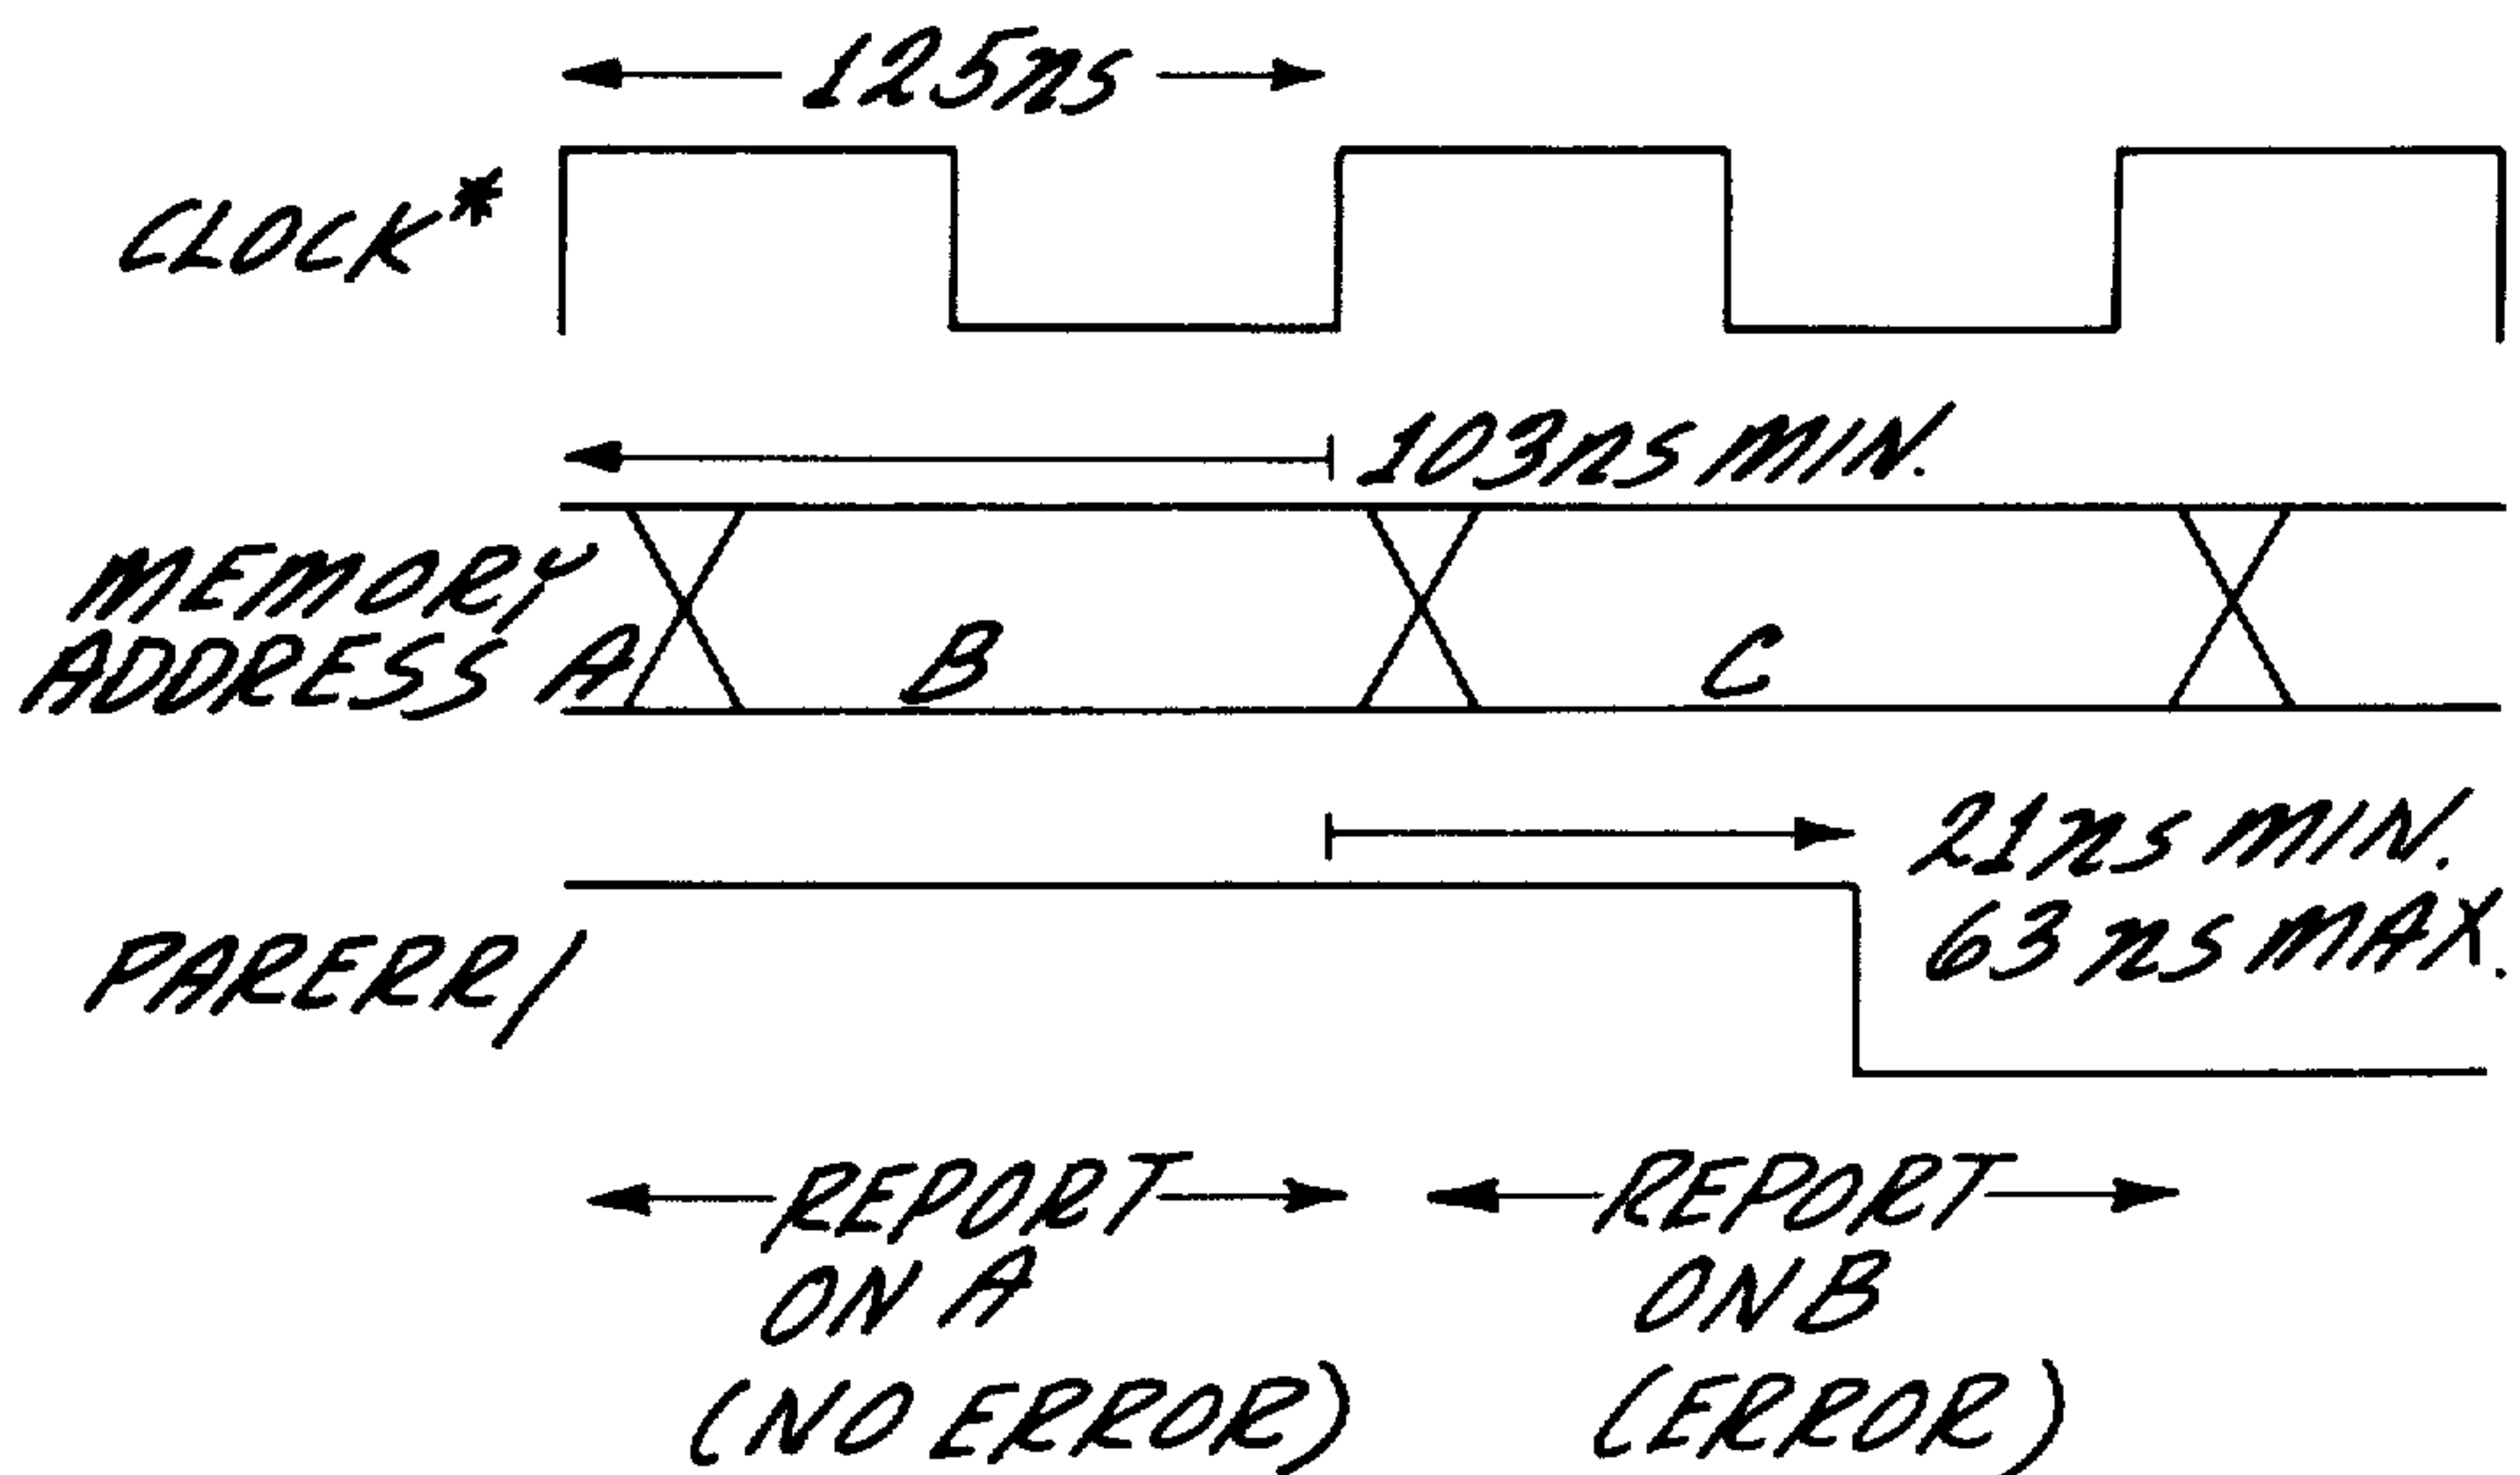 125ns
CLOCK*
103ns MIN.
MEMORY
ADDRESS A
B
C
21ns MIN.
63ns MAX.
PARERR/
REPORT
ON A
(NO ERROR)
REPORT
ON B
(ERROR)